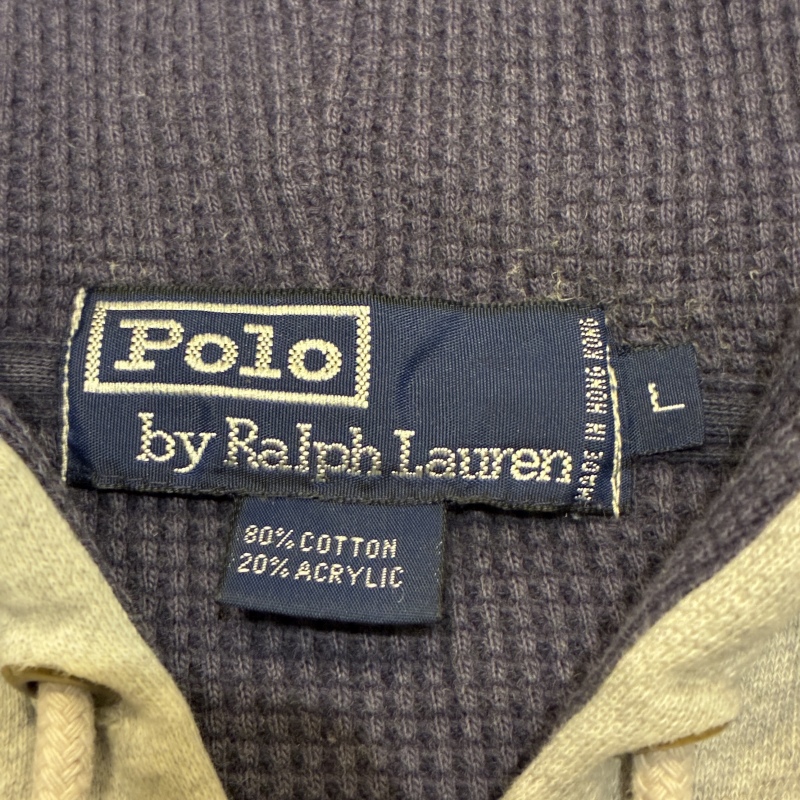 Polo
by Ralph Lauren
MADE IN HONG KONG
L
80% COTTON
20% ACRYLIC